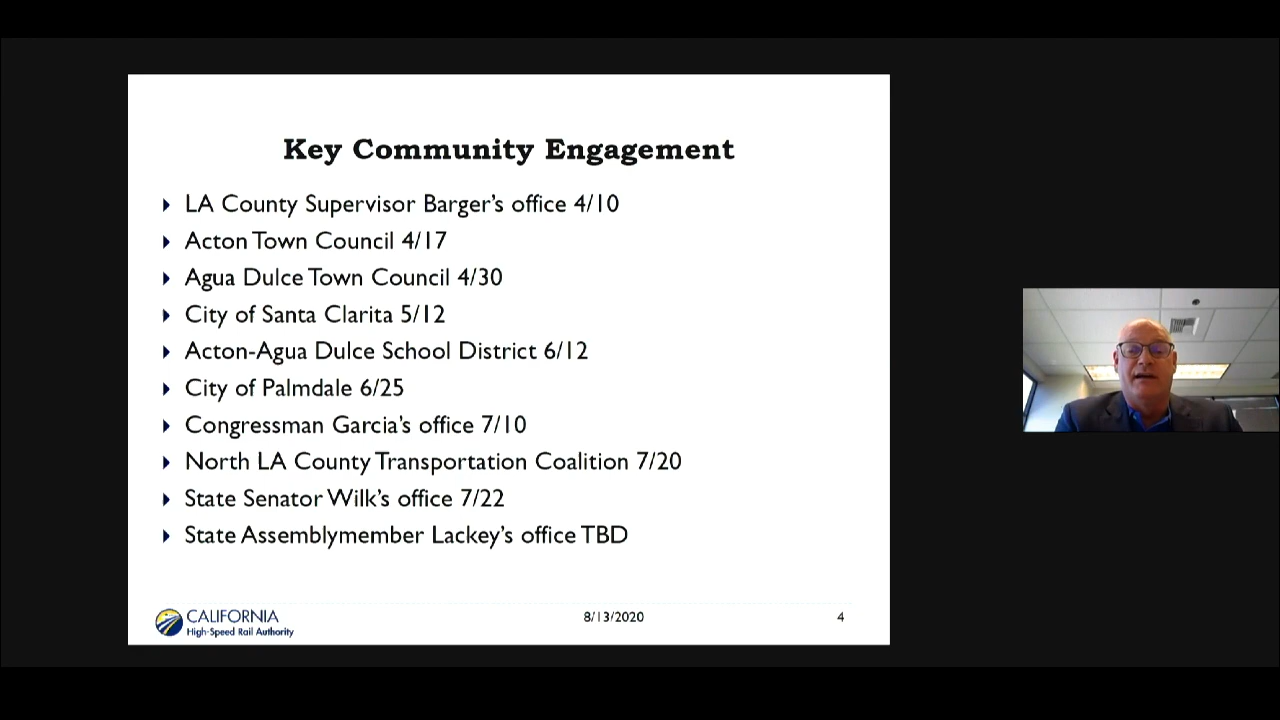 Key Community Engagement
LA County Supervisor Barger's office 4/10
Acton Town Council 4/17
Agua Dulce Town Council 4/30
City of Santa Clarita 5/12
Acton-Agua Dulce School District 6/12
City of Palmdale 6/25
Congressman Garcia's office 7/10
North LA County Transportation Coalition 7/20
State Senator Wilk's office 7/22
State Assemblymember Lackey's office TBD
CALIFORNIA
High-Speed Rail Authority
8/13/2020
4